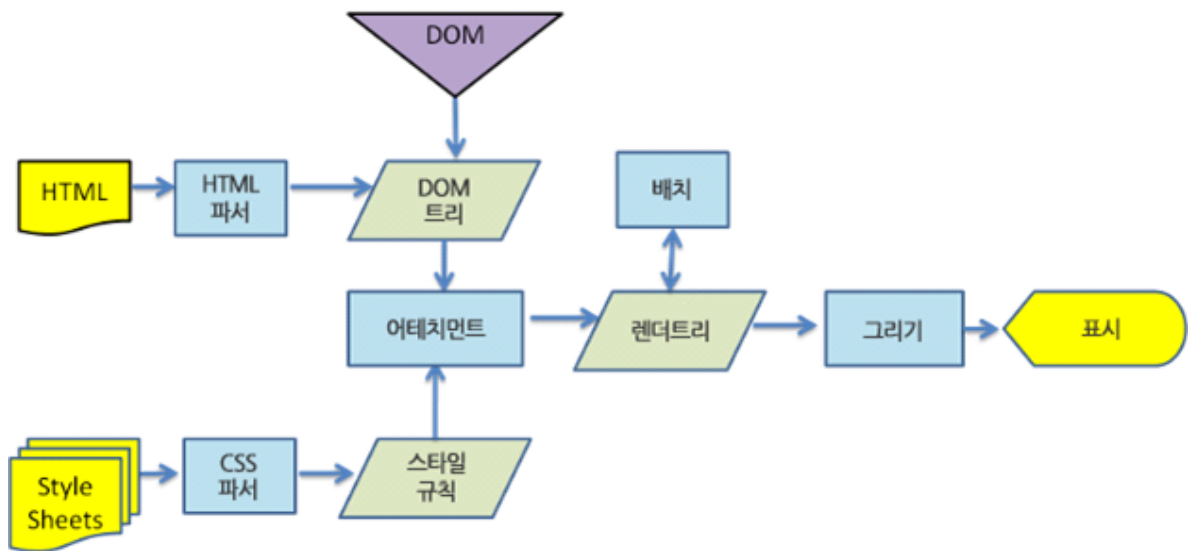 DOM
HTML
HTML
파서
DOM
트리
배치
어테치먼트
렌더트리
그리기
표시
Style
Sheets
CSS
파서
스타일
규칙